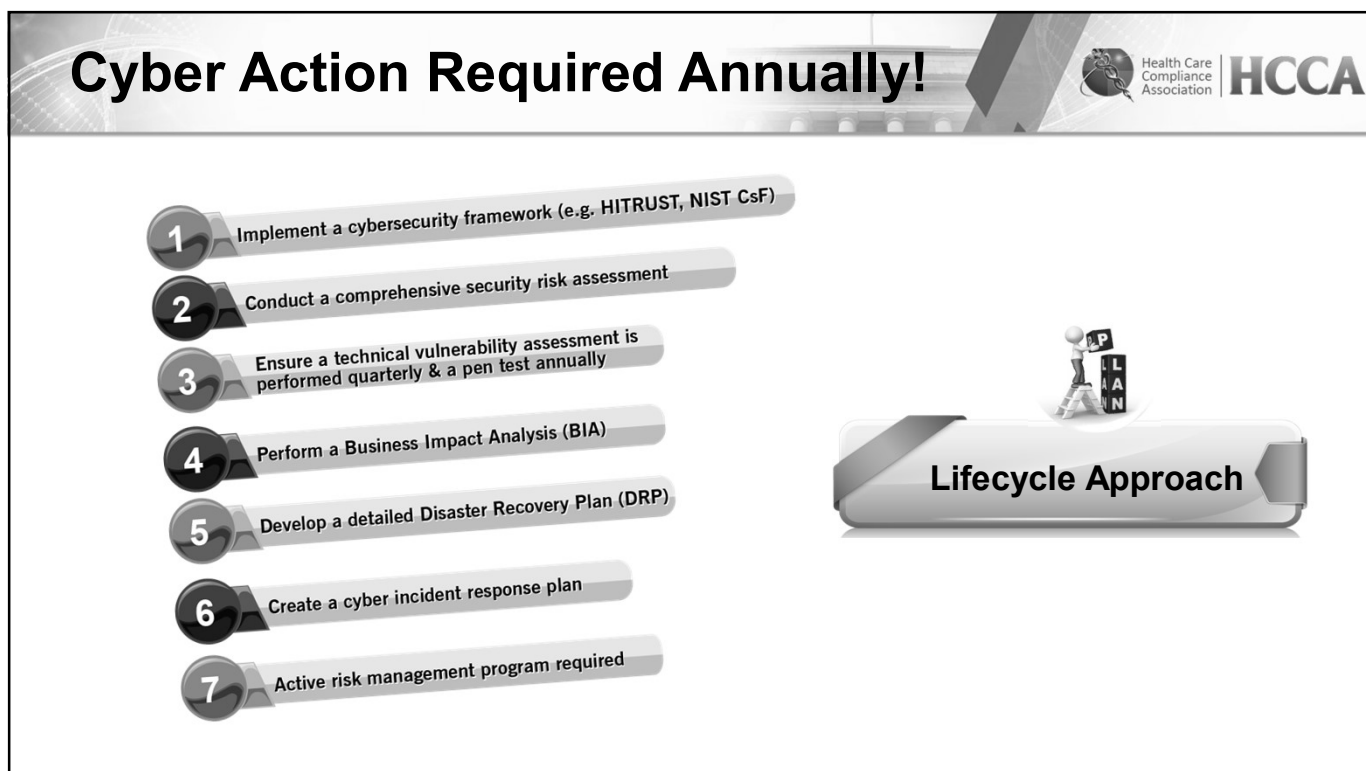 Cyber Action Required Annually!
Health Care
Compliance
Association
HCCA
1 Implement a cybersecurity framework (e.g. HITRUST, NIST CsF)
2 Conduct a comprehensive security risk assessment
3 Ensure a technical vulnerability assessment is
performed quarterly & a pen test annually
4 Perform a Business Impact Analysis (BIA)
5 Develop a detailed Disaster Recovery Plan (DRP)
6 Create a cyber incident response plan
7 Active risk management program required
P
L
A
N
Lifecycle Approach